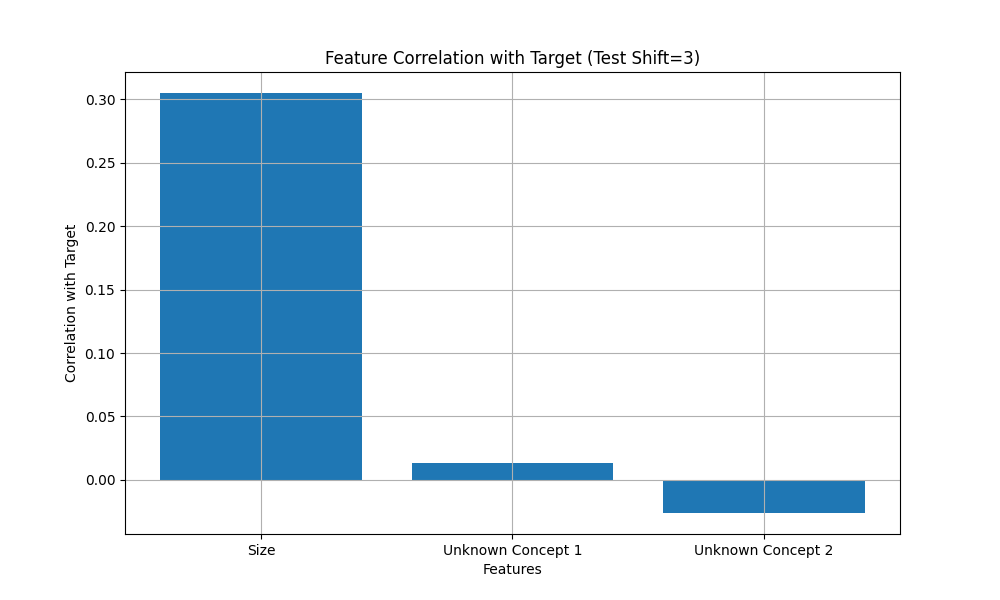 Feature Correlation with Target (Test Shift=3)
Correlation with Target
0.30
0.25
0.20
0.15
0.10
0.05
0.00
Size
Unknown Concept 1
Unknown Concept 2
Features